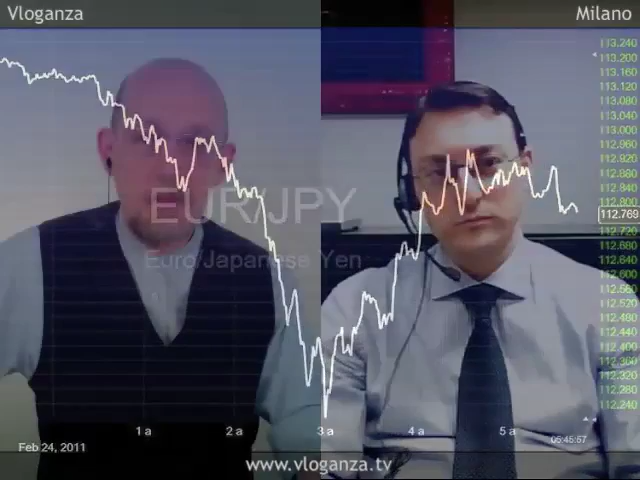 Vloganza
Milano
113.240
113.200
113.160
113.120
113.080
113.040
113.000
112.960
112.920
112.880
112.840
112.800
112.769
112.720
112.680
112.640
112.600
112.560
112.520
112.480
112.440
112.400
112.360
112.320
112.280
112.240
EUR/JPY
Euro/Japanese Yen
1 a
2 a
3 a
4 a
5 a
Feb 24, 2011
05:45:57
www.vloganza.tv